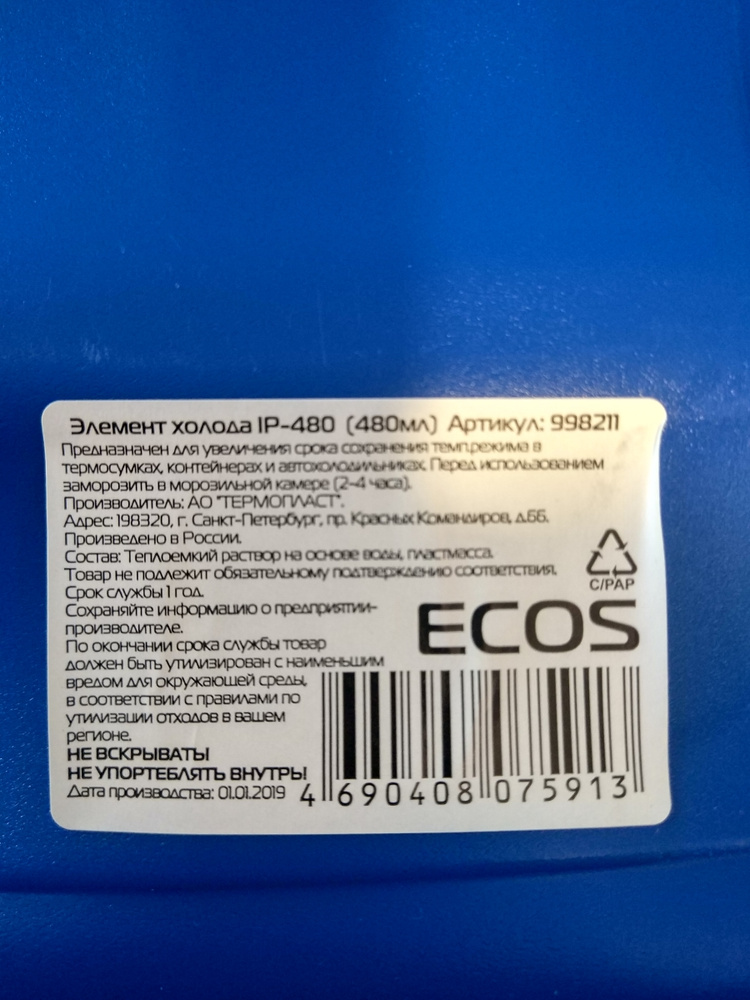 Элемент холода IP-480 (480мл) Артикул: 998211
Предназначен для увеличения срока сохранения темп.режима в
термосумках, контейнерах и автохолодильниках. Перед использованием
заморозить в морозильной камере (2-4 часа).
Производитель: АО "ТЕРМОПЛАСТ".
Адрес: 198320, г. Санкт-Петербург, пр. Красных Командиров, д.66.
Произведено в России.
Состав: Теплоемкий раствор на основе воды, пластмасса.
Товар не подлежит обязательному подтверждению соответствия.
Срок службы 1 год.
Сохраняйте информацию о предприятии-
производителе.
По окончании срока службы товар
должен быть утилизирован с наименьшим
вредом для окружающей среды,
в соответствии с правилами по
утилизации отходов в вашем
регионе.
НЕ ВСКРЫВАТЬ!
НЕ УПОРТЕБЛЯТЬ ВНУТРЬ!
Дата производства: 01.01.2019
C/PAP
ECOS
4 690408 075913